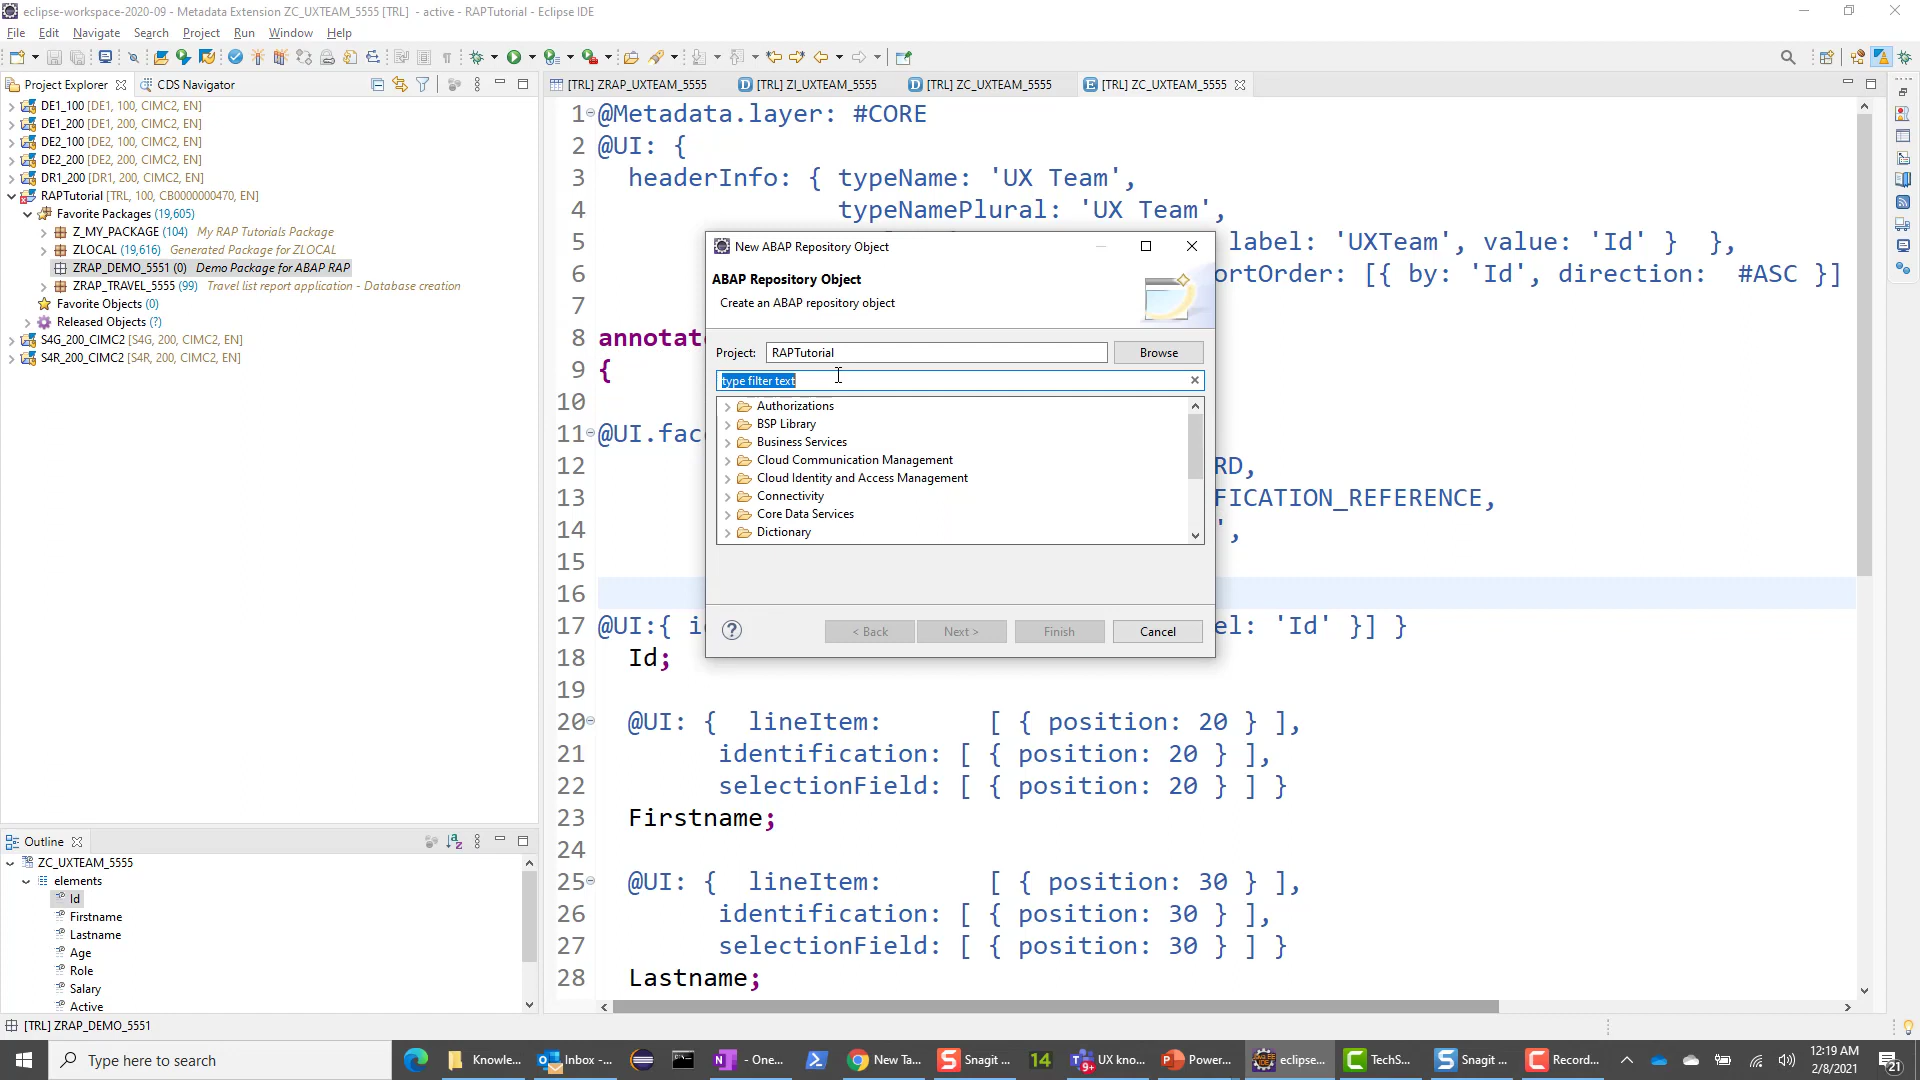 eclipse-workspace-2020-09 - Metadata Extension ZC_UXTEAM_5555 [TRL]  - active - RAPTutorial - Eclipse IDE
File Edit Navigate Search Project Run Window Help
Project Explorer CDS Navigator
DE1_100 [DE1, 100, CIMC2, EN]
DE1_200 [DE1, 200, CIMC2, EN]
DE2_100 [DE2, 100, CIMC2, EN]
DE2_200 [DE2, 200, CIMC2, EN]
DR1_200 [DR1, 200, CIMC2, EN]
RAPTutorial [TRL, 100, CB0000000470, EN]
Favorite Packages (19,605)
Z_MY_PACKAGE (104) My RAP Tutorials Package
ZLOCAL (19,616) Generated Package for ZLOCAL
ZRAP_DEMO_5551 (0) Demo Package for ABAP RAP
ZRAP_TRAVEL_5555 (99) Travel list report application - Database creation
Favorite Objects (0)
Released Objects (?)
S4G_200_CIMC2 [S4G, 200, CIMC2, EN]
S4R_200_CIMC2 [S4R, 200, CIMC2, EN]
Outline
ZC_UXTEAM_5555
elements
Id
Firstname
Lastname
Age
Role
Salary
Active
[TRL] ZRAP_UXTEAM_5555 [TRL] ZI_UXTEAM_5555 [TRL] ZC_UXTEAM_5555 [TRL] ZC_UXTEAM_5555
1 @Metadata.layer: #CORE
2 @UI: {
3 headerInfo: { typeName: 'UX Team',
4 typeNamePlural: 'UX Team',
5 label: 'UXTeam', value: 'Id' } },
6 ortOrder: [{ by: 'Id', direction: #ASC }]
7
8 annotat
9 {
10
11 @UI.fac
12 RD,
13 FICATION_REFERENCE,
14 ',
15
16
17 @UI:{ i el: 'Id' }] }
18 Id;
19
20 @UI: { lineItem: [ { position: 20 } ],
21 identification: [ { position: 20 } ],
22 selectionField: [ { position: 20 } ] }
23 Firstname;
24
25 @UI: { lineItem: [ { position: 30 } ],
26 identification: [ { position: 30 } ],
27 selectionField: [ { position: 30 } ] }
28 Lastname;
New ABAP Repository Object
ABAP Repository Object
Create an ABAP repository object
Project: RAPTutorial Browse
type filter text
Authorizations
BSP Library
Business Services
Cloud Communication Management
Cloud Identity and Access Management
Connectivity
Core Data Services
Dictionary
? < Back Next > Finish Cancel
[TRL] ZRAP_DEMO_5551
Type here to search Knowle... Inbox -... - One... New Ta... Snagit ... 14 9+ UX kno... Power... eclipse... TechS... Snagit ... Record... 12:19 AM
2/8/2021 21